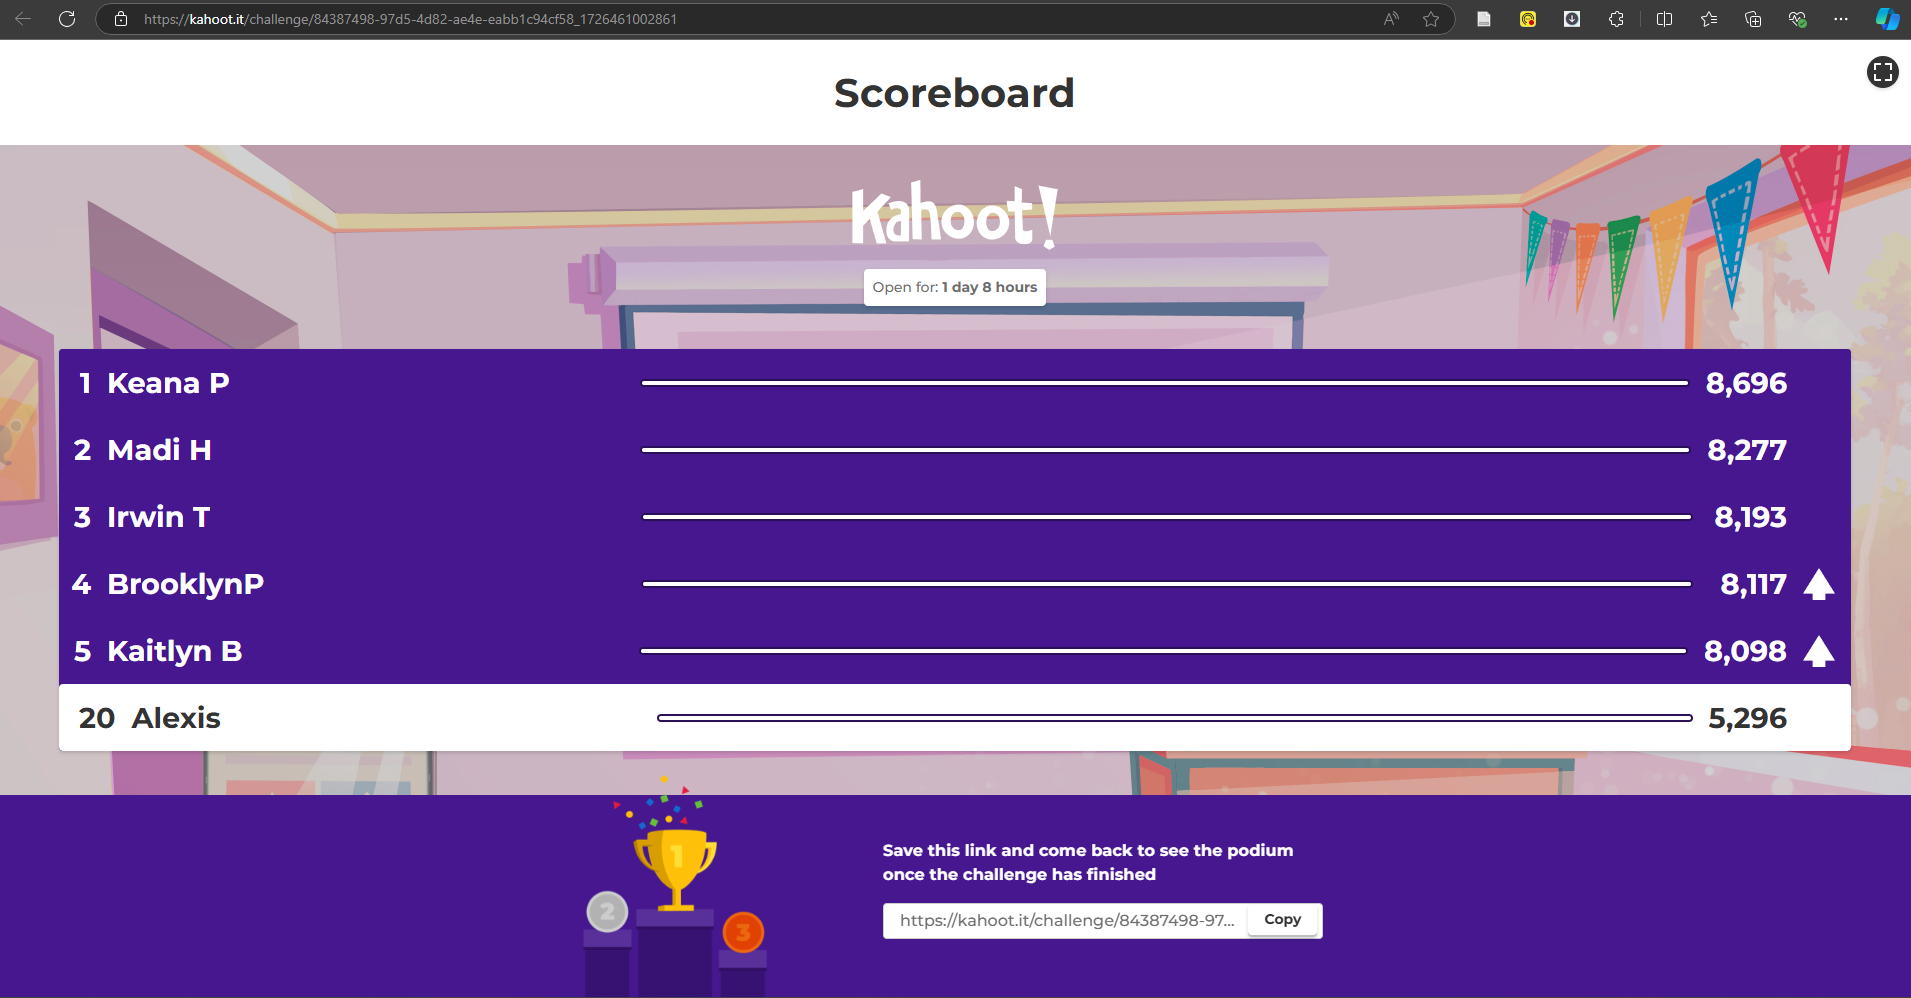 https://kahoot.it/challenge/84387498-97d5-4d82-ae4e-eabb1c94cf58_1726461002861
Scoreboard
Kahoot!
Open for: 1 day 8 hours
1 Keana P 8,696
2 Madi H 8,277
3 Irwin T 8,193
4 BrooklynP 8,117
5 Kaitlyn B 8,098
20 Alexis 5,296
1
2
3
Save this link and come back to see the podium
once the challenge has finished
https://kahoot.it/challenge/84387498-97... Copy